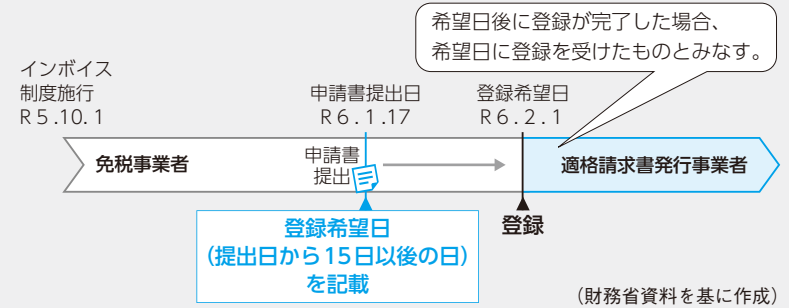 希望日後に登録が完了した場合、
希望日に登録を受けたものとみなす。
インボイス
制度施行
R5.10.1
申請書提出日
R6.1.17
登録希望日
R6.2.1
免税事業者
申請書
提出
適格請求書発行事業者
登録希望日
（提出日から15日以後の日）
を記載
登録
（財務省資料を基に作成）